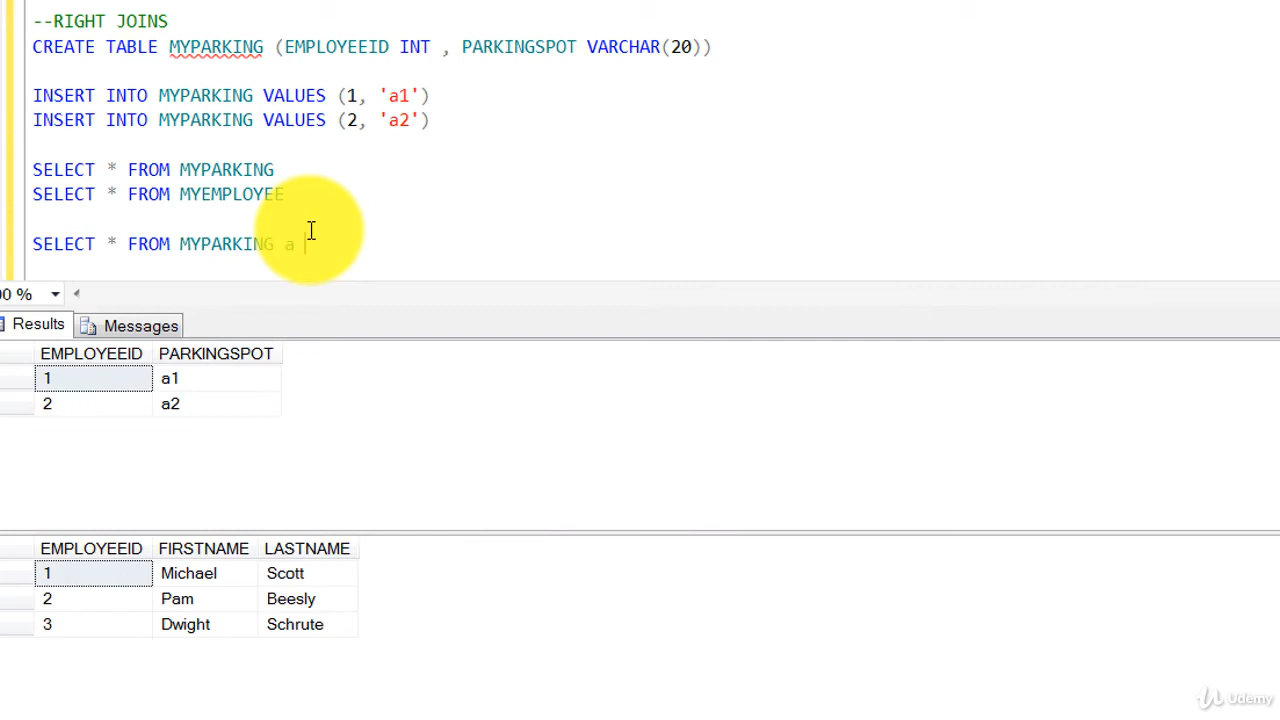 --RIGHT JOINS
CREATE TABLE MYPARKING (EMPLOYEEID INT , PARKINGSPOT VARCHAR(20))
INSERT INTO MYPARKING VALUES (1, 'a1')
INSERT INTO MYPARKING VALUES (2, 'a2')
SELECT * FROM MYPARKING
SELECT * FROM MYEMPLOYEE
SELECT * FROM MYPARKING a
00 %
Results Messages
EMPLOYEEID PARKINGSPOT
1 a1
2 a2
EMPLOYEEID FIRSTNAME LASTNAME
1 Michael Scott
2 Pam Beesly
3 Dwight Schrute
Udemy